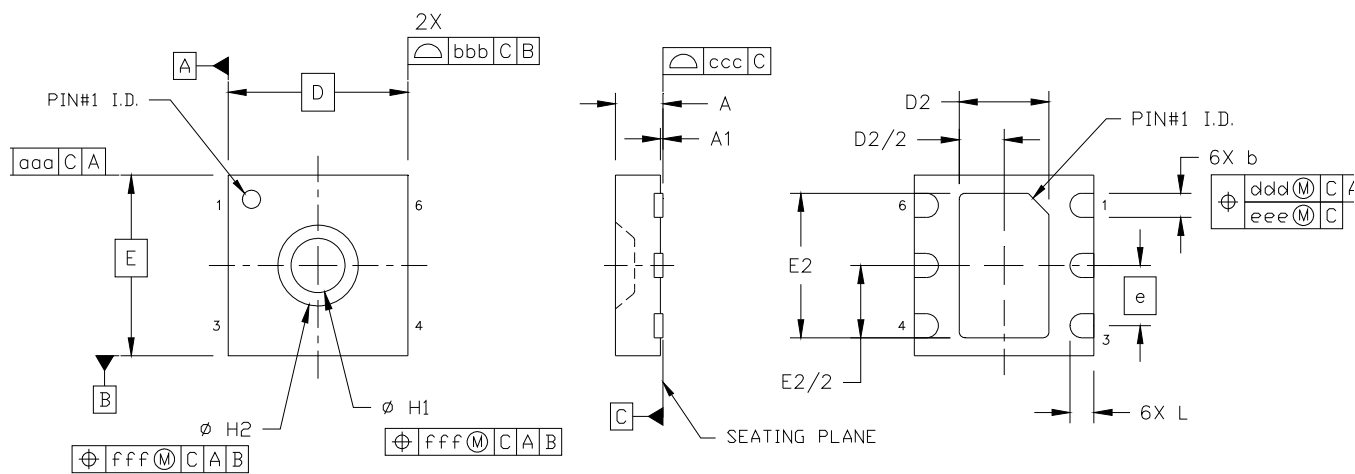 2X
bbb C B
A
D
PIN#1 I.D.
aaa C A
1
6
E
3
4
B
Ø H1
fff Ⓜ C A B
Ø H2
fff Ⓜ C A B
ccc C
A
A1
C
SEATING PLANE
D2
D2/2
PIN#1 I.D.
6X b
ddd Ⓜ C A
eee Ⓜ C
6
1
E2
e
4
3
E2/2
6X L